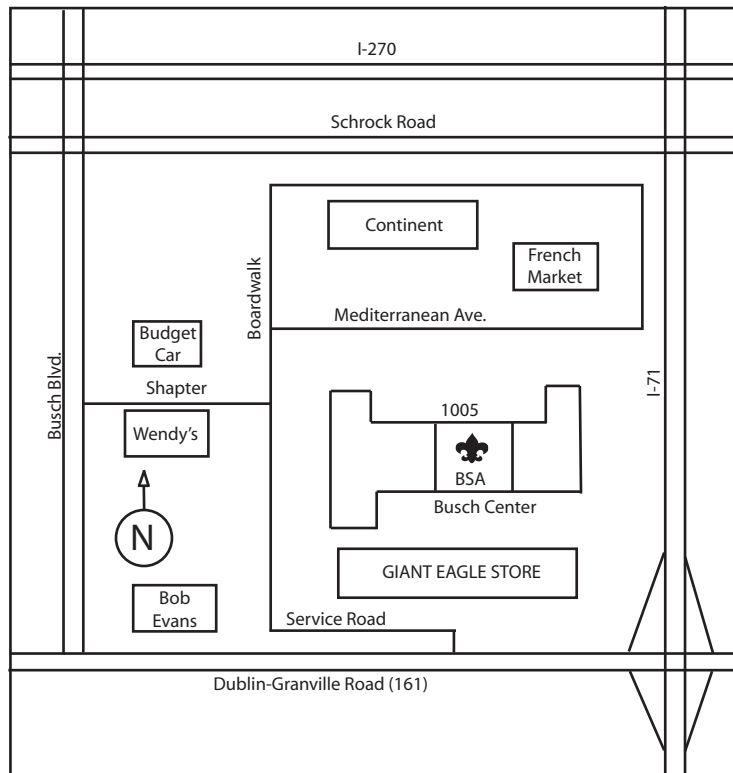 I-270
Schrock Road
Continent
French
Market
Boardwalk
Mediterranean Ave.
Budget
Car
Busch Blvd.
I-71
Shapter
1005
Wendy's
BSA
Busch Center
N
GIANT EAGLE STORE
Bob
Evans
Service Road
Dublin-Granville Road (161)